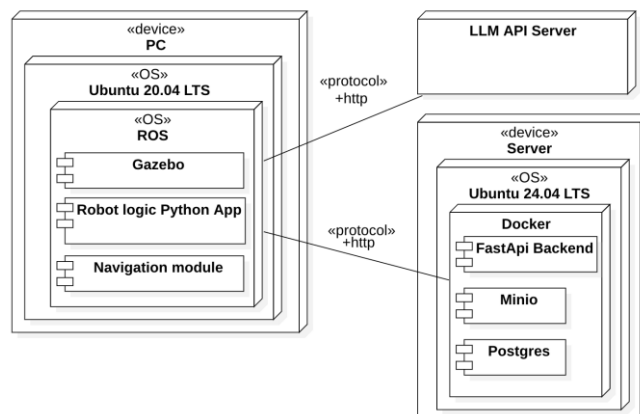 «device»
PC
«OS»
Ubuntu 20.04 LTS
«OS»
ROS
Gazebo
Robot logic Python App
Navigation module
«protocol»
+http
«protocol»
+http
LLM API Server
«device»
Server
«OS»
Ubuntu 24.04 LTS
Docker
FastApi Backend
Minio
Postgres